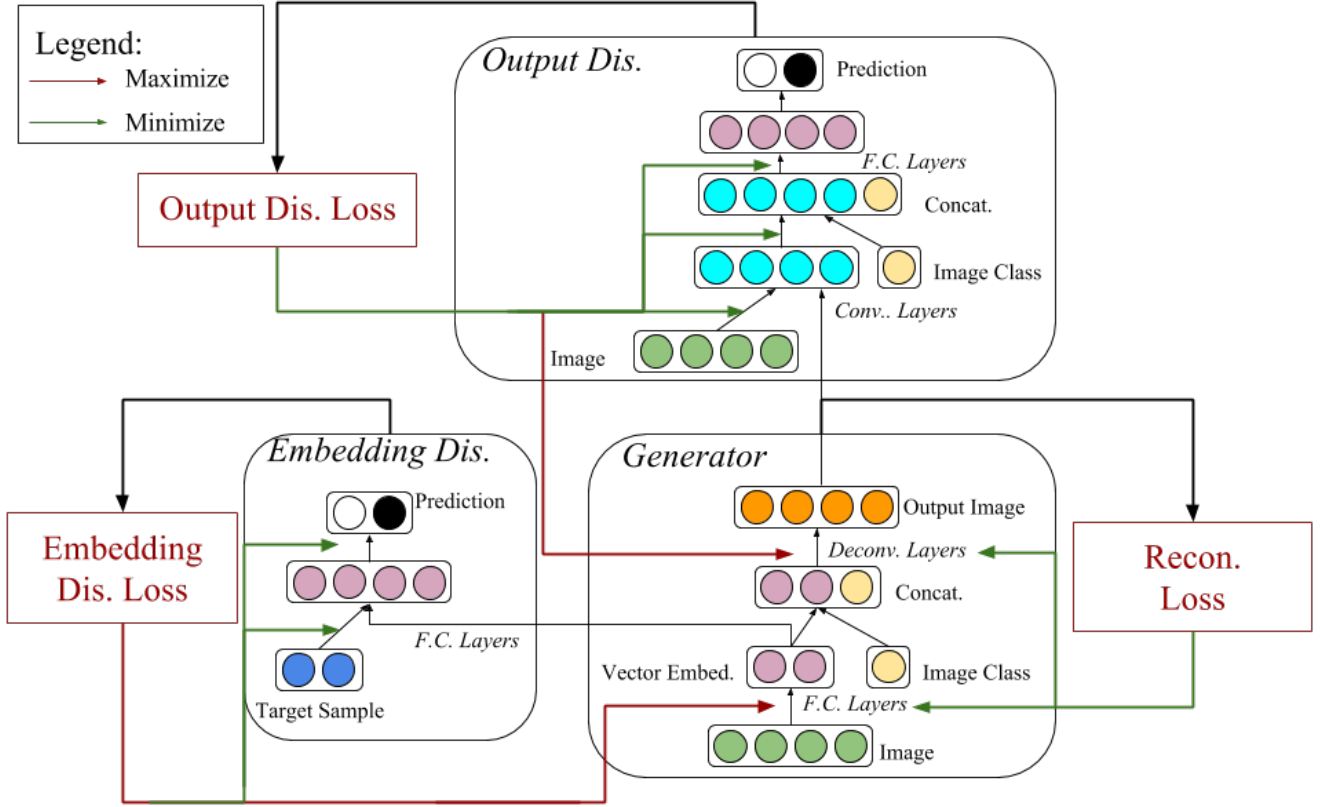 Legend:
Maximize
Minimize
Output Dis.
Prediction
F.C. Layers
Concat.
Output Dis. Loss
Image Class
Conv.. Layers
Image
Embedding Dis.
Prediction
F.C. Layers
Target Sample
Embedding
Dis. Loss
Generator
Output Image
Deconv. Layers
Concat.
Vector Embed.
Image Class
F.C. Layers
Image
Recon.
Loss